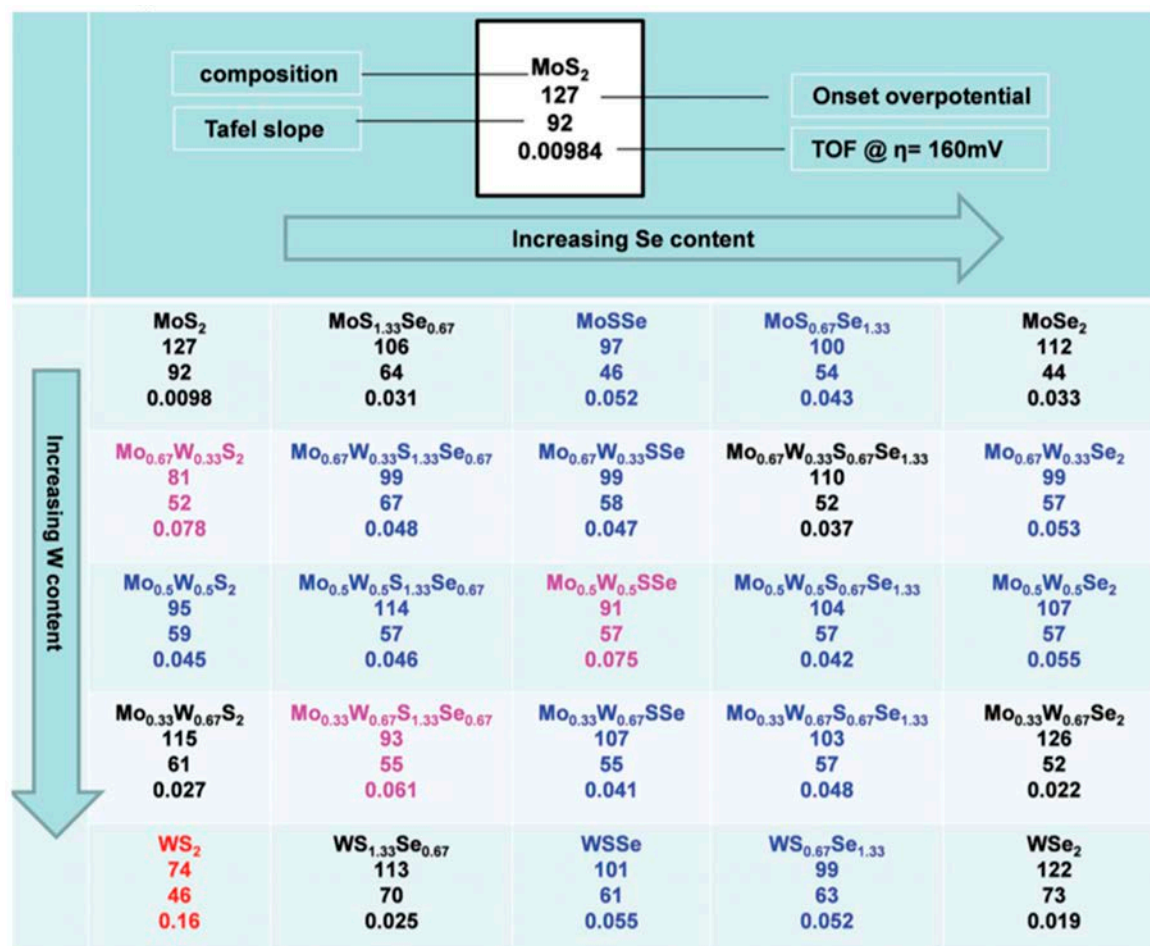 composition
Tafel slope
MoS₂
127
92
0.00984
Onset overpotential
TOF @ η= 160mV
Increasing Se content
Increasing W content
MoS₂
127
92
0.0098
MoS₁.₃₃Se₀.₆₇
106
64
0.031
MoSSe
97
46
0.052
MoS₀.₆₇Se₁.₃₃
100
54
0.043
MoSe₂
112
44
0.033
Mo₀.₆₇W₀.₃₃S₂
81
52
0.078
Mo₀.₆₇W₀.₃₃S₁.₃₃Se₀.₆₇
99
67
0.048
Mo₀.₆₇W₀.₃₃SSe
99
58
0.047
Mo₀.₆₇W₀.₃₃S₀.₆₇Se₁.₃₃
110
52
0.037
Mo₀.₆₇W₀.₃₃Se₂
99
57
0.053
Mo₀.₅W₀.₅S₂
95
59
0.045
Mo₀.₅W₀.₅S₁.₃₃Se₀.₆₇
114
57
0.046
Mo₀.₅W₀.₅SSe
91
57
0.075
Mo₀.₅W₀.₅S₀.₆₇Se₁.₃₃
104
57
0.042
Mo₀.₅W₀.₅Se₂
107
57
0.055
Mo₀.₃₃W₀.₆₇S₂
115
61
0.027
Mo₀.₃₃W₀.₆₇S₁.₃₃Se₀.₆₇
93
55
0.061
Mo₀.₃₃W₀.₆₇SSe
107
55
0.041
Mo₀.₃₃W₀.₆₇S₀.₆₇Se₁.₃₃
103
57
0.048
Mo₀.₃₃W₀.₆₇Se₂
126
52
0.022
WS₂
74
46
0.16
WS₁.₃₃Se₀.₆₇
113
70
0.025
WSSe
101
61
0.055
WS₀.₆₇Se₁.₃₃
99
63
0.052
WSe₂
122
73
0.019